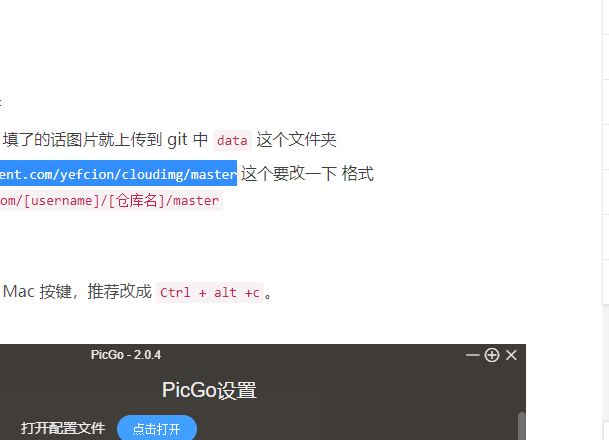 填了的话图片就上传到 git 中 data 这个文件夹
ent.com/yefcion/cloudimg/master 这个要改一下 格式
om/[username]/[仓库名]/master
Mac 按键，推荐改成 Ctrl + alt +c 。
PicGo - 2.0.4
PicGo设置
打开配置文件 点击打开